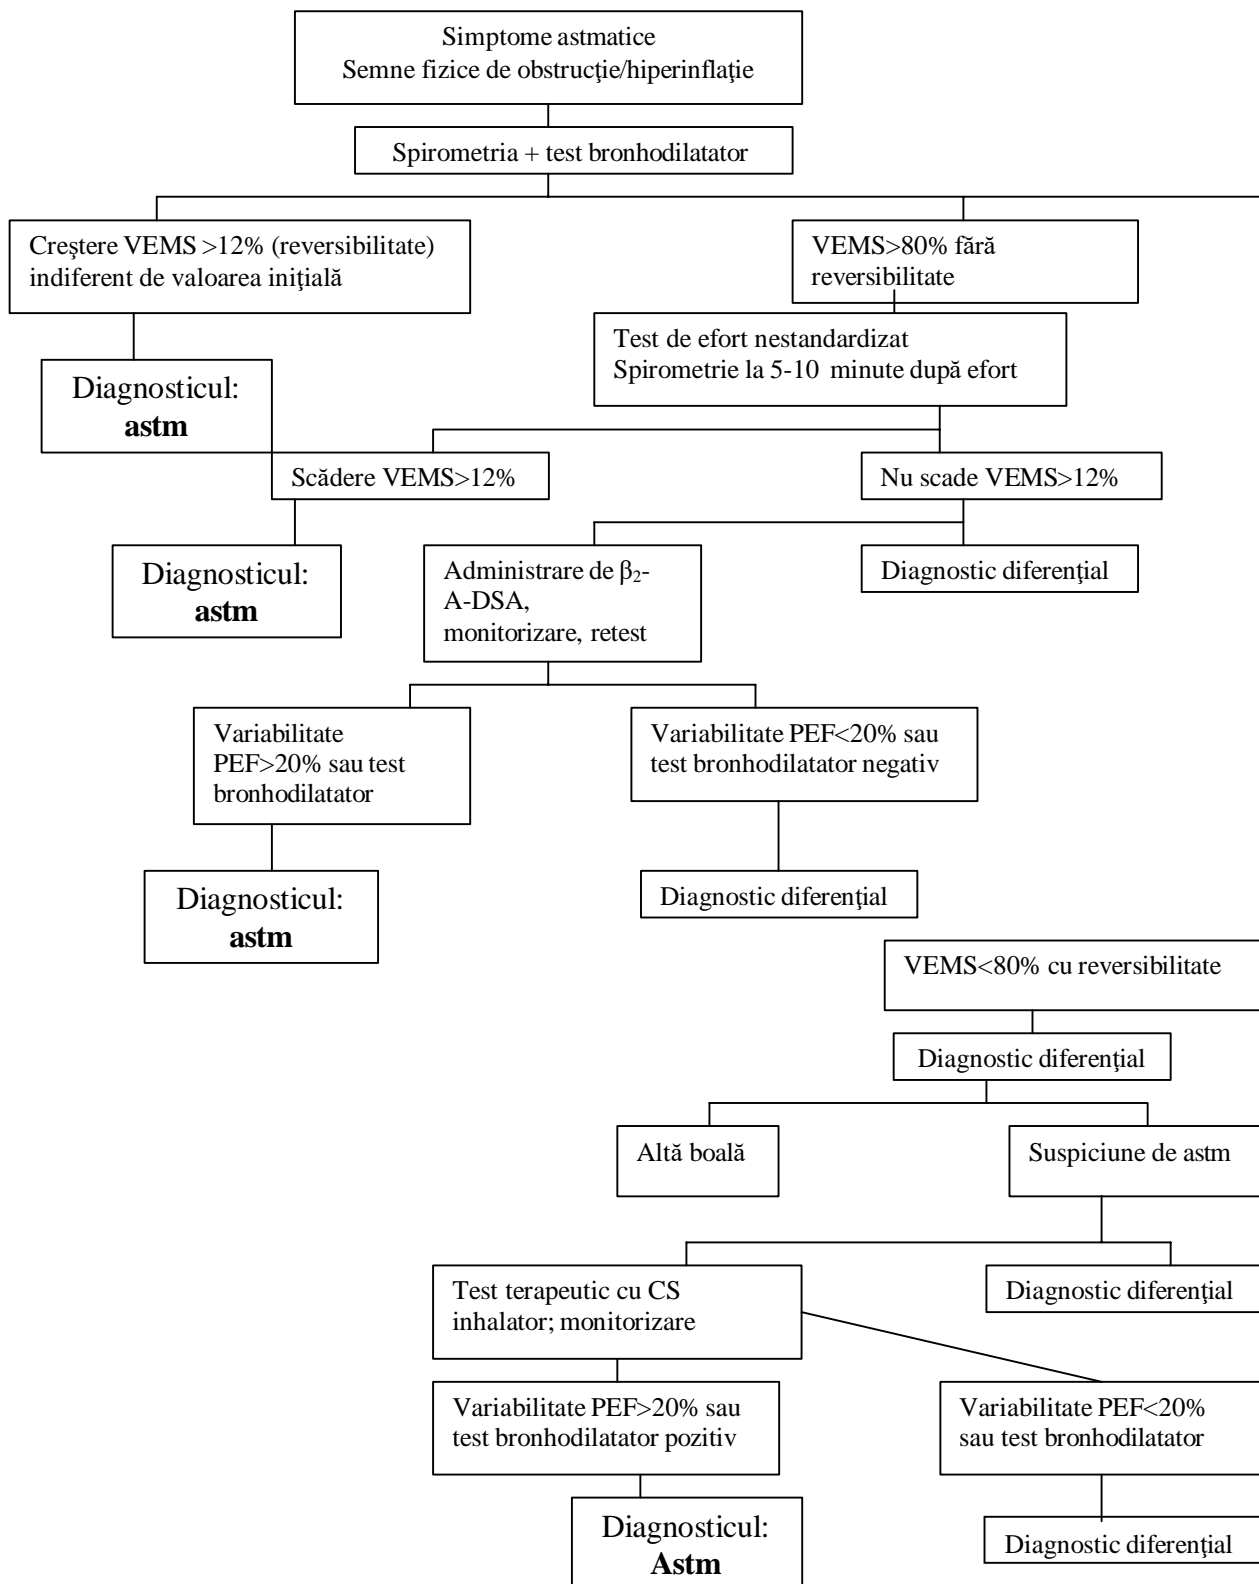 Simptome astmatice
Semne fizice de obstrucţie/hiperinflaţie
Spirometria + test bronhodilatator
Creştere VEMS >12% (reversibilitate)
indiferent de valoarea iniţială
VEMS>80% fără
reversibilitate
Test de efort nestandardizat
Spirometrie la 5-10 minute după efort
Diagnosticul:
astm
Scădere VEMS>12%
Nu scade VEMS>12%
Diagnosticul:
astm
Administrare de β₂-
A-DSA,
monitorizare, retest
Diagnostic diferenţial
Variabilitate
PEF>20% sau test
bronhodilatator
Variabilitate PEF<20% sau
test bronhodilatator negativ
Diagnosticul:
astm
Diagnostic diferenţial
VEMS<80% cu reversibilitate
Diagnostic diferenţial
Altă boală
Suspiciune de astm
Test terapeutic cu CS
inhalator; monitorizare
Diagnostic diferenţial
Variabilitate PEF>20% sau
test bronhodilatator pozitiv
Variabilitate PEF<20%
sau test bronhodilatator
Diagnosticul:
Astm
Diagnostic diferenţial